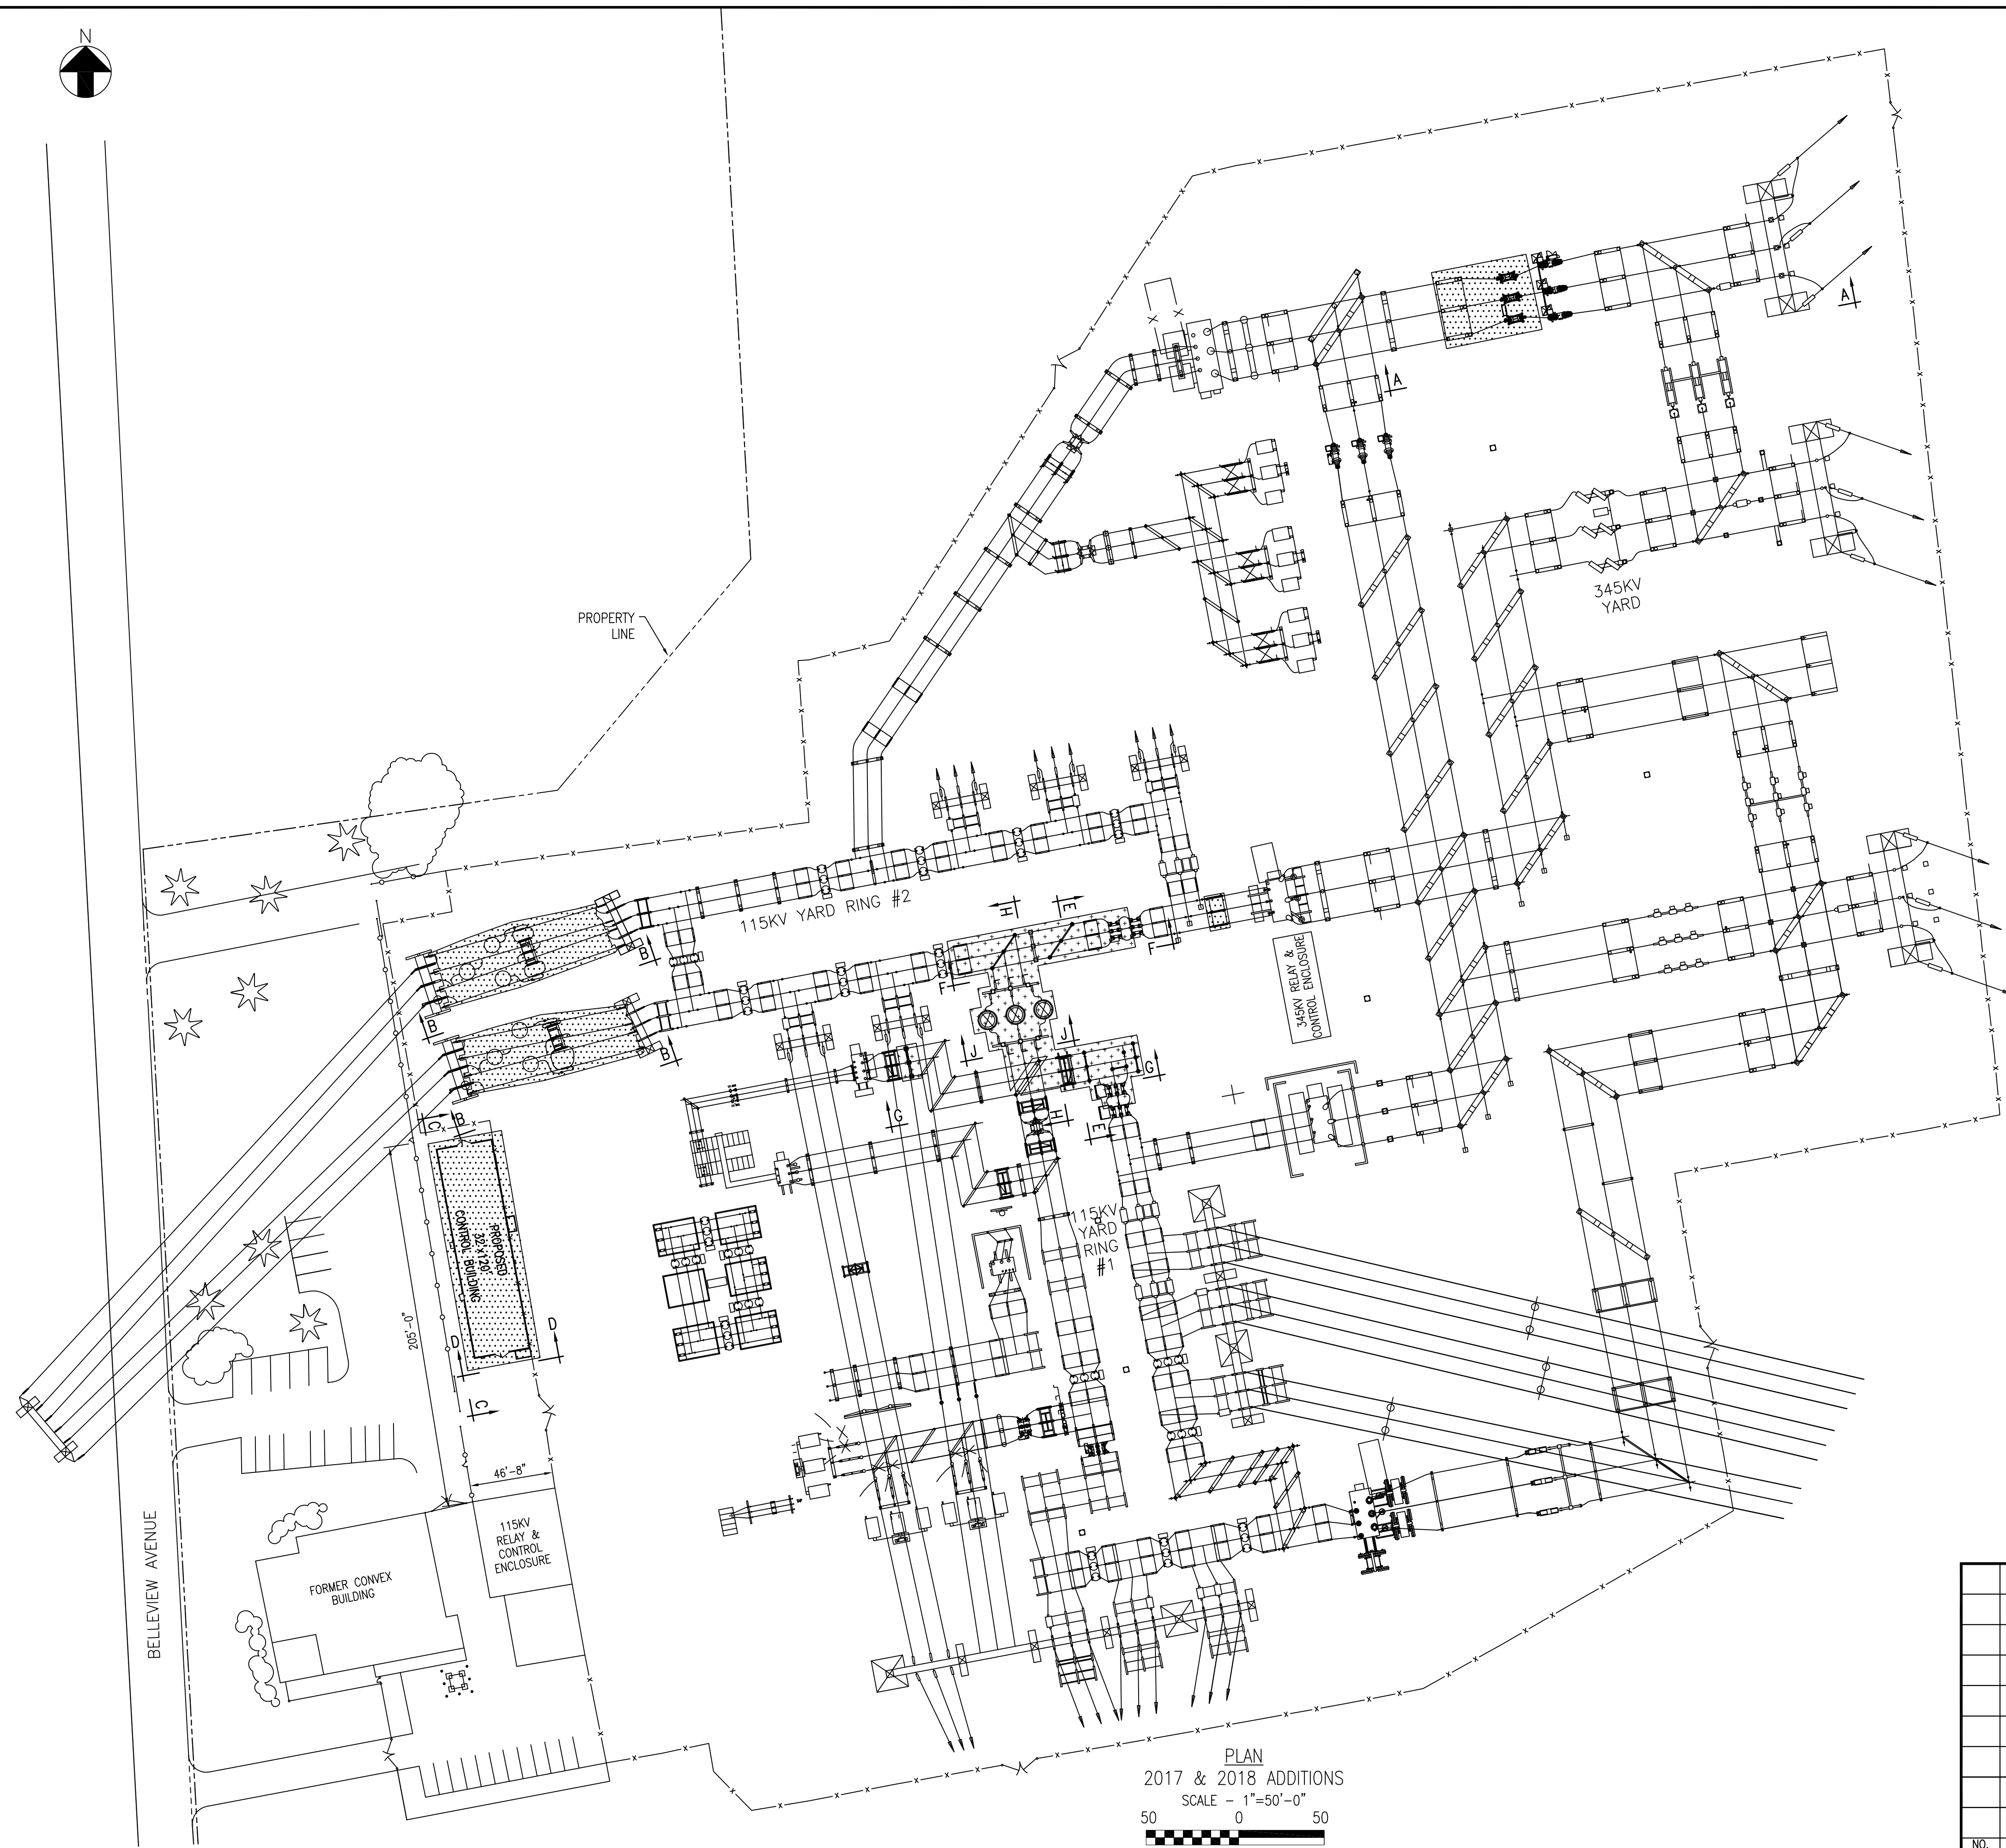 N
A
A
PROPERTY
LINE
345KV
YARD
115KV YARD RING #2
H
E
F
F
B
B
B
B
345KV RELAY &
CONTROL ENCLOSURE
J
J
G
G
H
E
C
B
PROPOSED
32'x120'
CONTROL BUILDING
115KV
YARD
RING
#1
205'-0"
D
D
C
46'-8"
115KV
RELAY &
CONTROL
ENCLOSURE
FORMER CONVEX
BUILDING
BELLEVIEW AVENUE
PLAN
2017 & 2018 ADDITIONS
SCALE - 1"=50'-0"
50 0 50
NO.